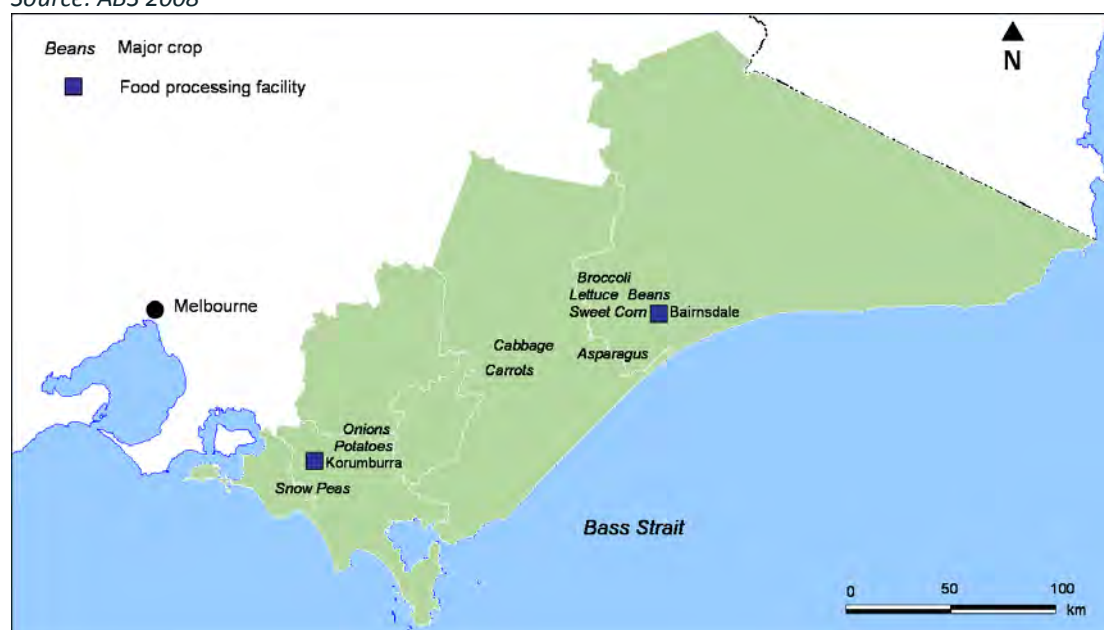 Source: ABS 2008
Beans Major crop
Food processing facility
N
Melbourne
Broccoli
Lettuce Beans
Sweet Corn Bairnsdale
Cabbage
Asparagus
Carrots
Onions
Potatoes
Korumburra
Snow Peas
Bass Strait
0 50 100
km